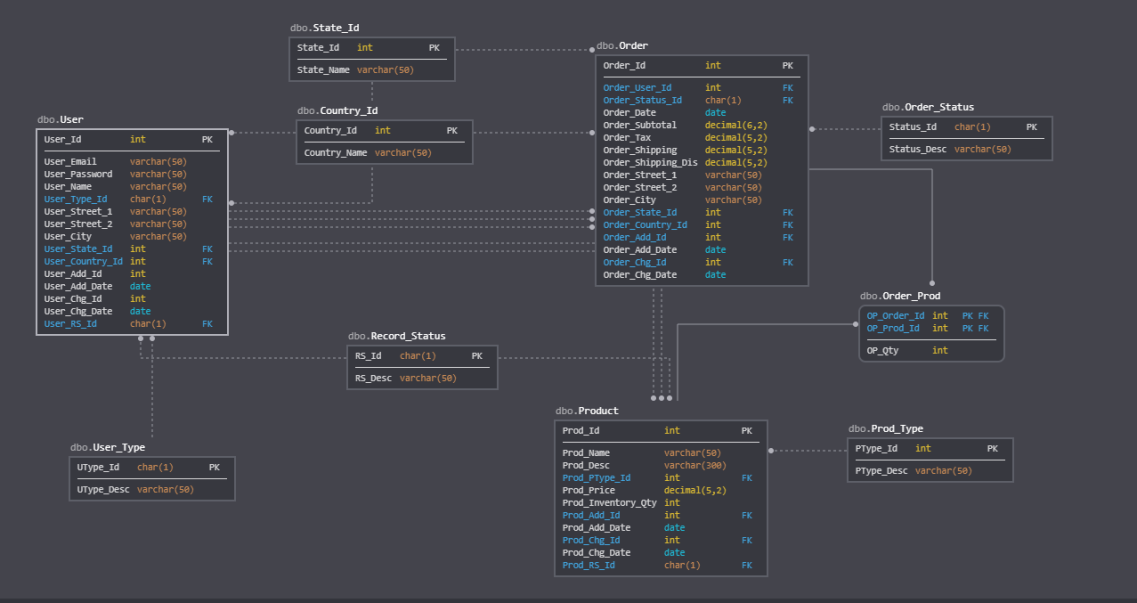 dbo.State_Id
State_Id int PK
State_Name varchar(50)
dbo.Country_Id
Country_Id int PK
Country_Name varchar(50)
dbo.User
User_Id int PK
User_Email varchar(50)
User_Password varchar(50)
User_Name varchar(50)
User_Type_Id char(1) FK
User_Street_1 varchar(50)
User_Street_2 varchar(50)
User_City varchar(50)
User_State_Id int FK
User_Country_Id int FK
User_Add_Id int
User_Add_Date date
User_Chg_Id int
User_Chg_Date date
User_RS_Id char(1) FK
dbo.Order
Order_Id int PK
Order_User_Id int FK
Order_Status_Id char(1) FK
Order_Date date
Order_Subtotal decimal(6,2)
Order_Tax decimal(5,2)
Order_Shipping decimal(5,2)
Order_Shipping_Dis decimal(5,2)
Order_Street_1 varchar(50)
Order_Street_2 varchar(50)
Order_City varchar(50)
Order_State_Id int FK
Order_Country_Id int FK
Order_Add_Id int FK
Order_Add_Date date
Order_Chg_Id int FK
Order_Chg_Date date
dbo.Order_Status
Status_Id char(1) PK
Status_Desc varchar(50)
dbo.Order_Prod
OP_Order_Id int PK FK
OP_Prod_Id int PK FK
OP_Qty int
dbo.Record_Status
RS_Id char(1) PK
RS_Desc varchar(50)
dbo.User_Type
UType_Id char(1) PK
UType_Desc varchar(50)
dbo.Product
Prod_Id int PK
Prod_Name varchar(50)
Prod_Desc varchar(300)
Prod_PType_Id int FK
Prod_Price decimal(5,2)
Prod_Inventory_Qty int
Prod_Add_Id int FK
Prod_Add_Date date
Prod_Chg_Id int FK
Prod_Chg_Date date
Prod_RS_Id char(1) FK
dbo.Prod_Type
PType_Id int PK
PType_Desc varchar(50)